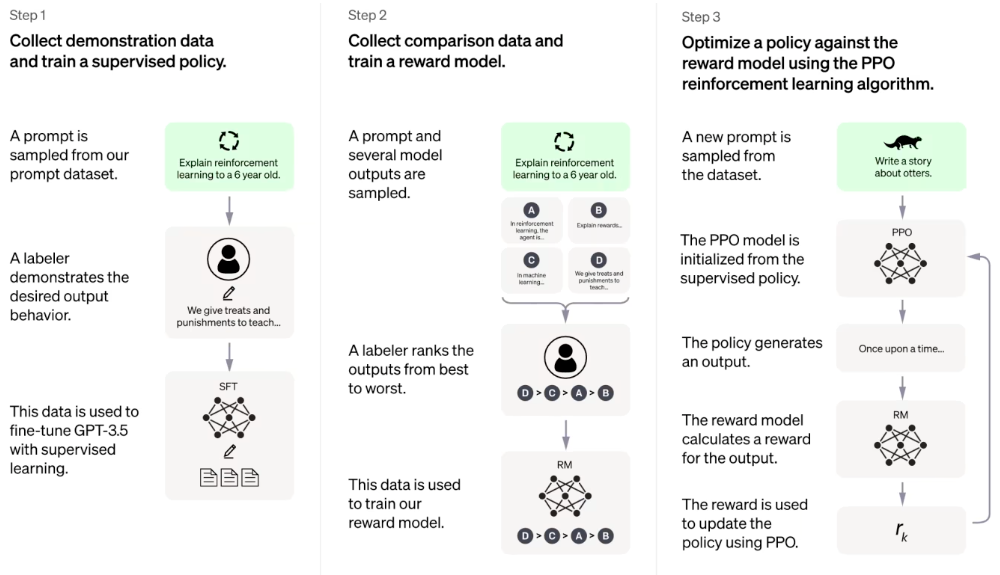 Step 1
Collect demonstration data
and train a supervised policy.
A prompt is
sampled from our
prompt dataset.
Explain reinforcement
learning to a 6 year old.
A labeler
demonstrates the
desired output
behavior.
We give treats and
punishments to teach...
This data is used to
fine-tune GPT-3.5
with supervised
learning.
SFT
Step 2
Collect comparison data and
train a reward model.
A prompt and
several model
outputs are
sampled.
Explain reinforcement
learning to a 6 year old.
A
In reinforcement
learning, the
agent is...
B
Explain rewards...
C
In machine
learning...
D
We give treats and
punishments to
teach...
A labeler ranks the
outputs from best
to worst.
D > C > A > B
This data is used
to train our
reward model.
RM
D > C > A > B
Step 3
Optimize a policy against the
reward model using the PPO
reinforcement learning algorithm.
A new prompt is
sampled from
the dataset.
Write a story
about otters.
The PPO model is
initialized from the
supervised policy.
PPO
The policy generates
an output.
Once upon a time...
The reward model
calculates a reward
for the output.
RM
The reward is used
to update the
policy using PPO.
rk